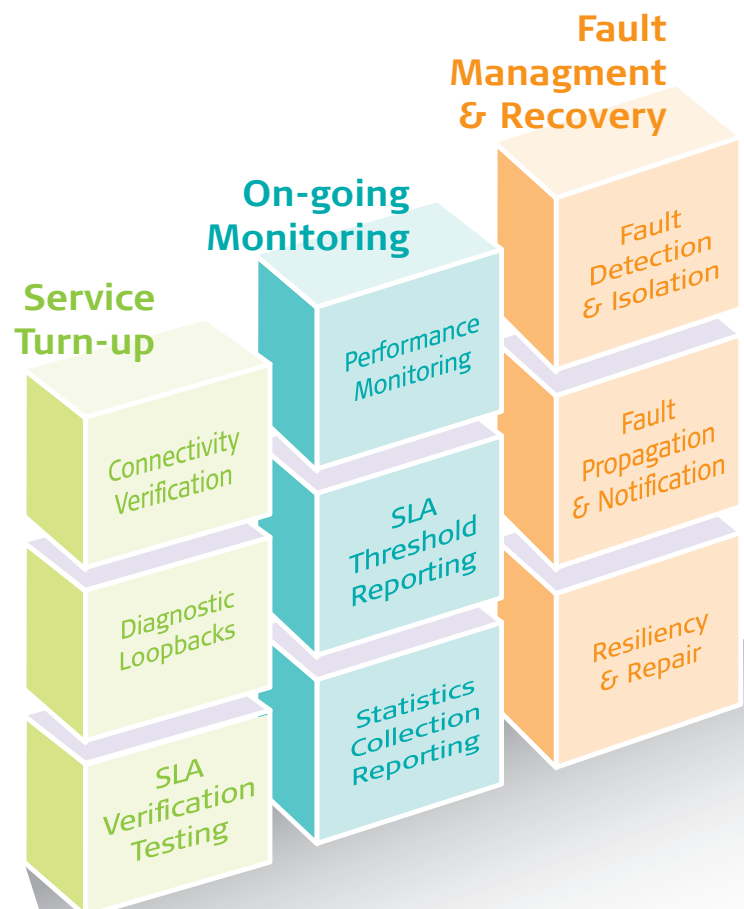 Service
Turn-up
Connectivity
Verification
Diagnostic
Loopbacks
SLA
Verification
Testing
On-going
Monitoring
Performance
Monitoring
SLA
Threshold
Reporting
Statistics
Collection
Reporting
Fault
Managment
& Recovery
Fault
Detection
& Isolation
Fault
Propagation
& Notification
Resiliency
& Repair